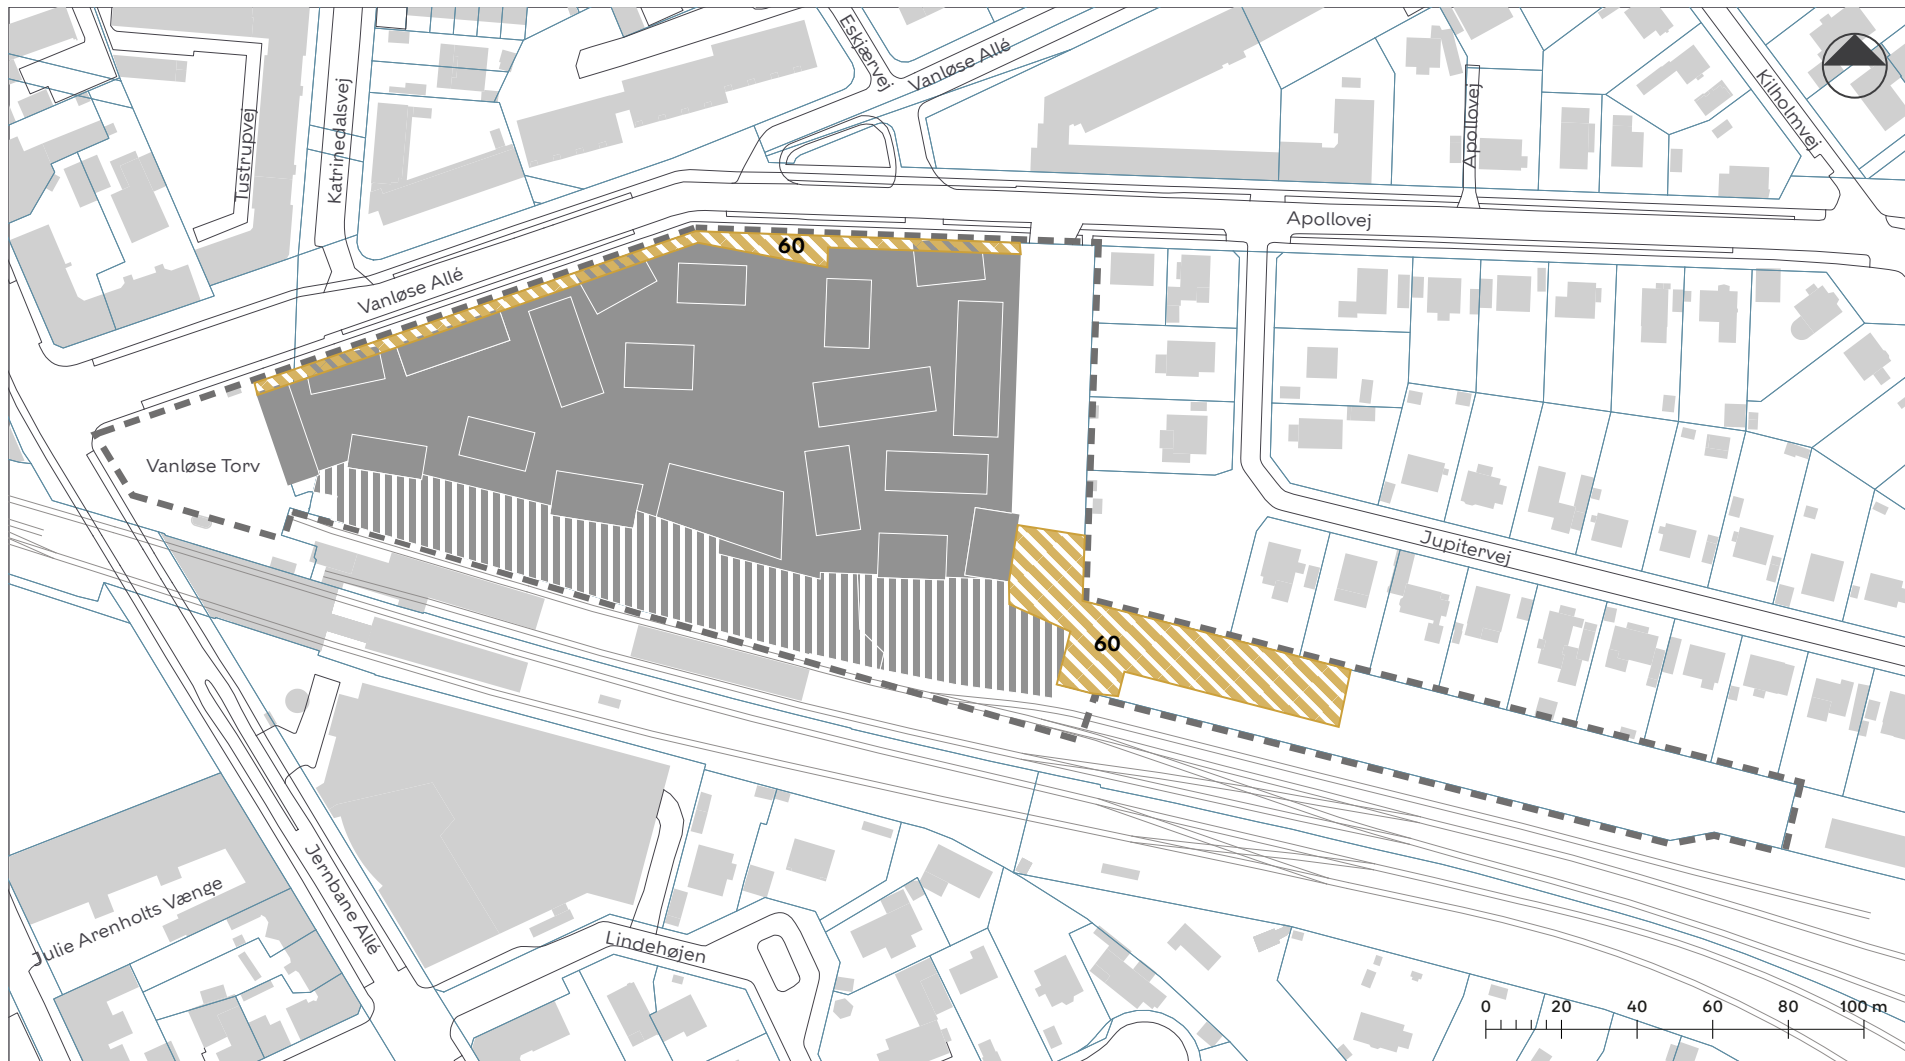 Eskjærvej
Vanløse Allé
Kilholmvej
Tustrupvej
Katrinedalsvej
Apollovej
Apollovej
60
Vanløse Allé
Vanløse Torv
Jupitervej
60
Julie Arenholts Vænge
Jernbane Allé
Lindehøjen
0 20 40 60 80 100 m